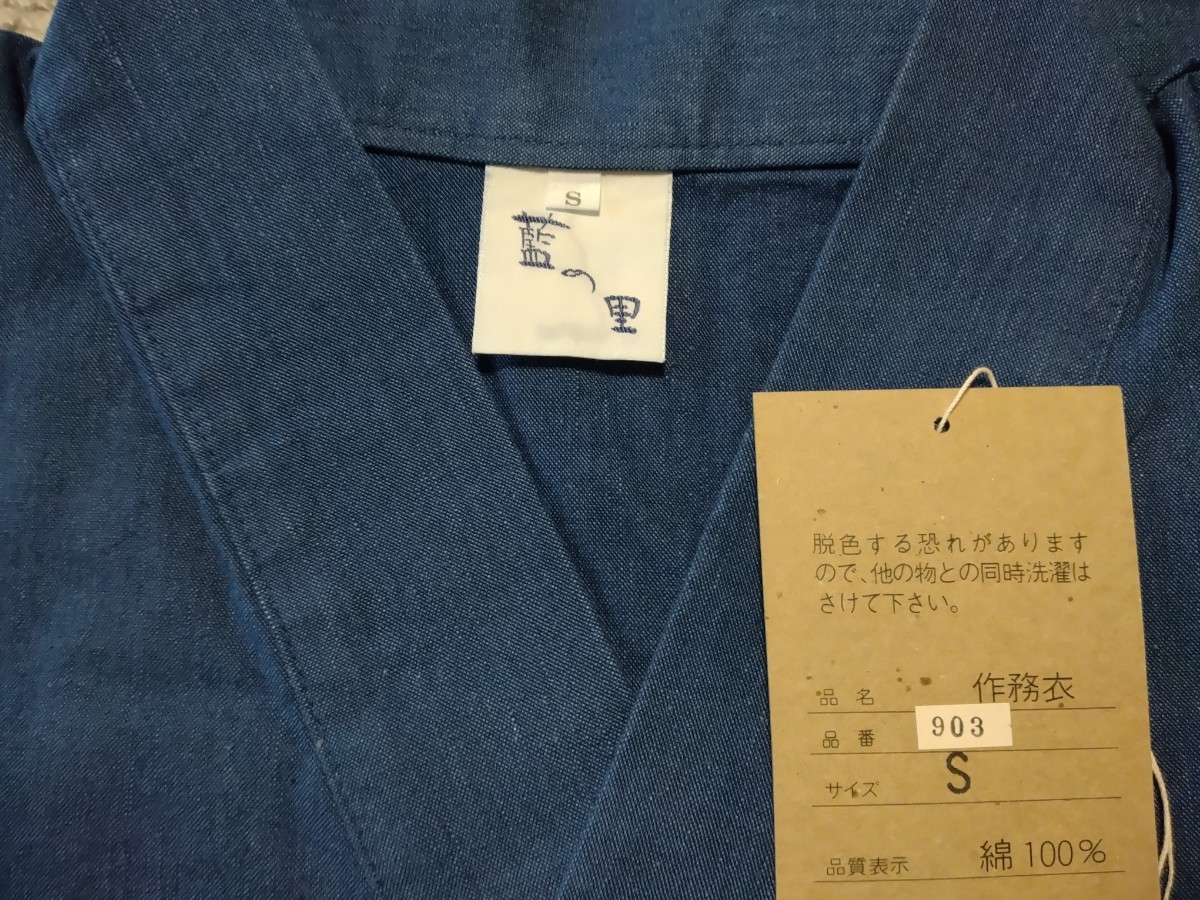 S
藍の里
脱色する恐れがあります
ので、他の物との同時洗濯は
さけて下さい。
品名 作務衣
品番 903
サイズ S
品質表示 綿100%